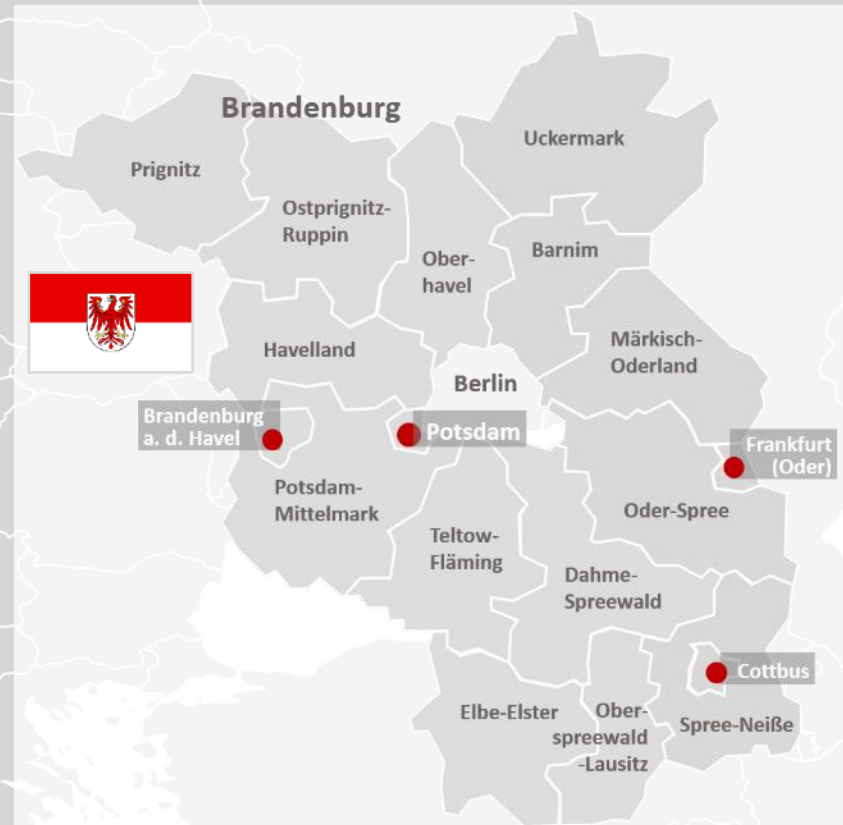 Brandenburg
Uckermark
Prignitz
Ostprignitz-
Ruppin
Barnim
Ober-
havel
Märkisch-
Oderland
Havelland
Berlin
Brandenburg
a. d. Havel
Potsdam
Frankfurt
(Oder)
Potsdam-
Mittelmark
Oder-Spree
Teltow-
Fläming
Dahme-
Spreewald
Cottbus
Elbe-Elster
Ober-
spreewald
-Lausitz
Spree-Neiße